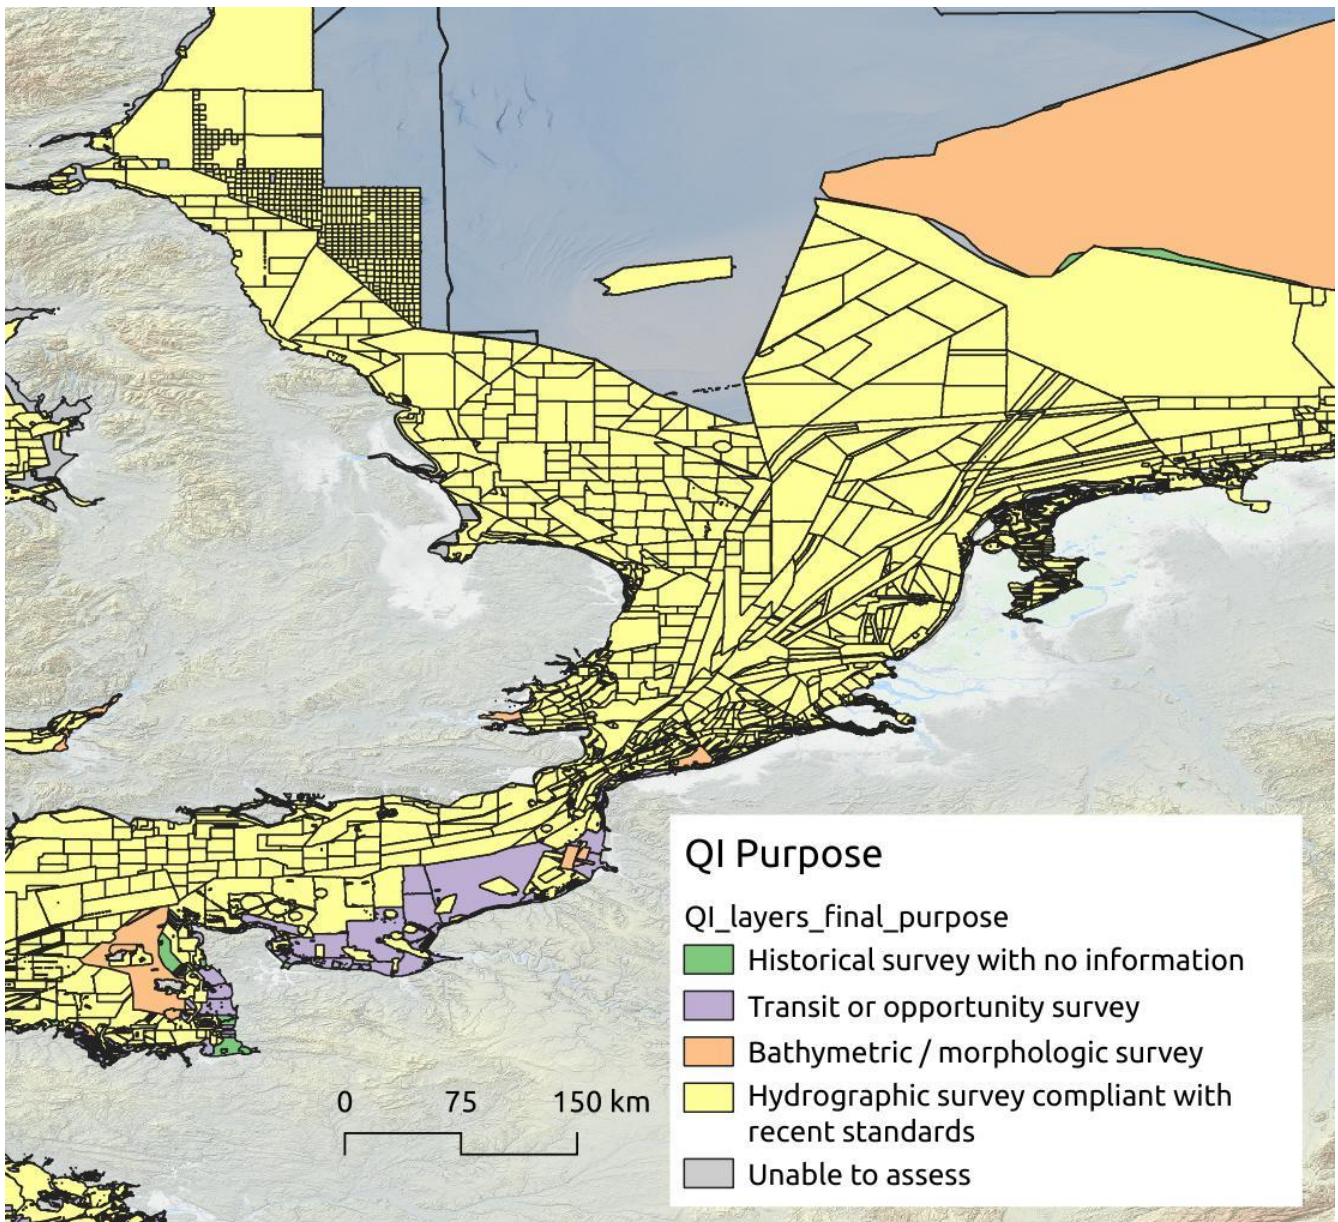 QI Purpose
QI_layers_final_purpose
Historical survey with no information
Transit or opportunity survey
Bathymetric / morphologic survey
Hydrographic survey compliant with
recent standards
Unable to assess
0 75 150 km